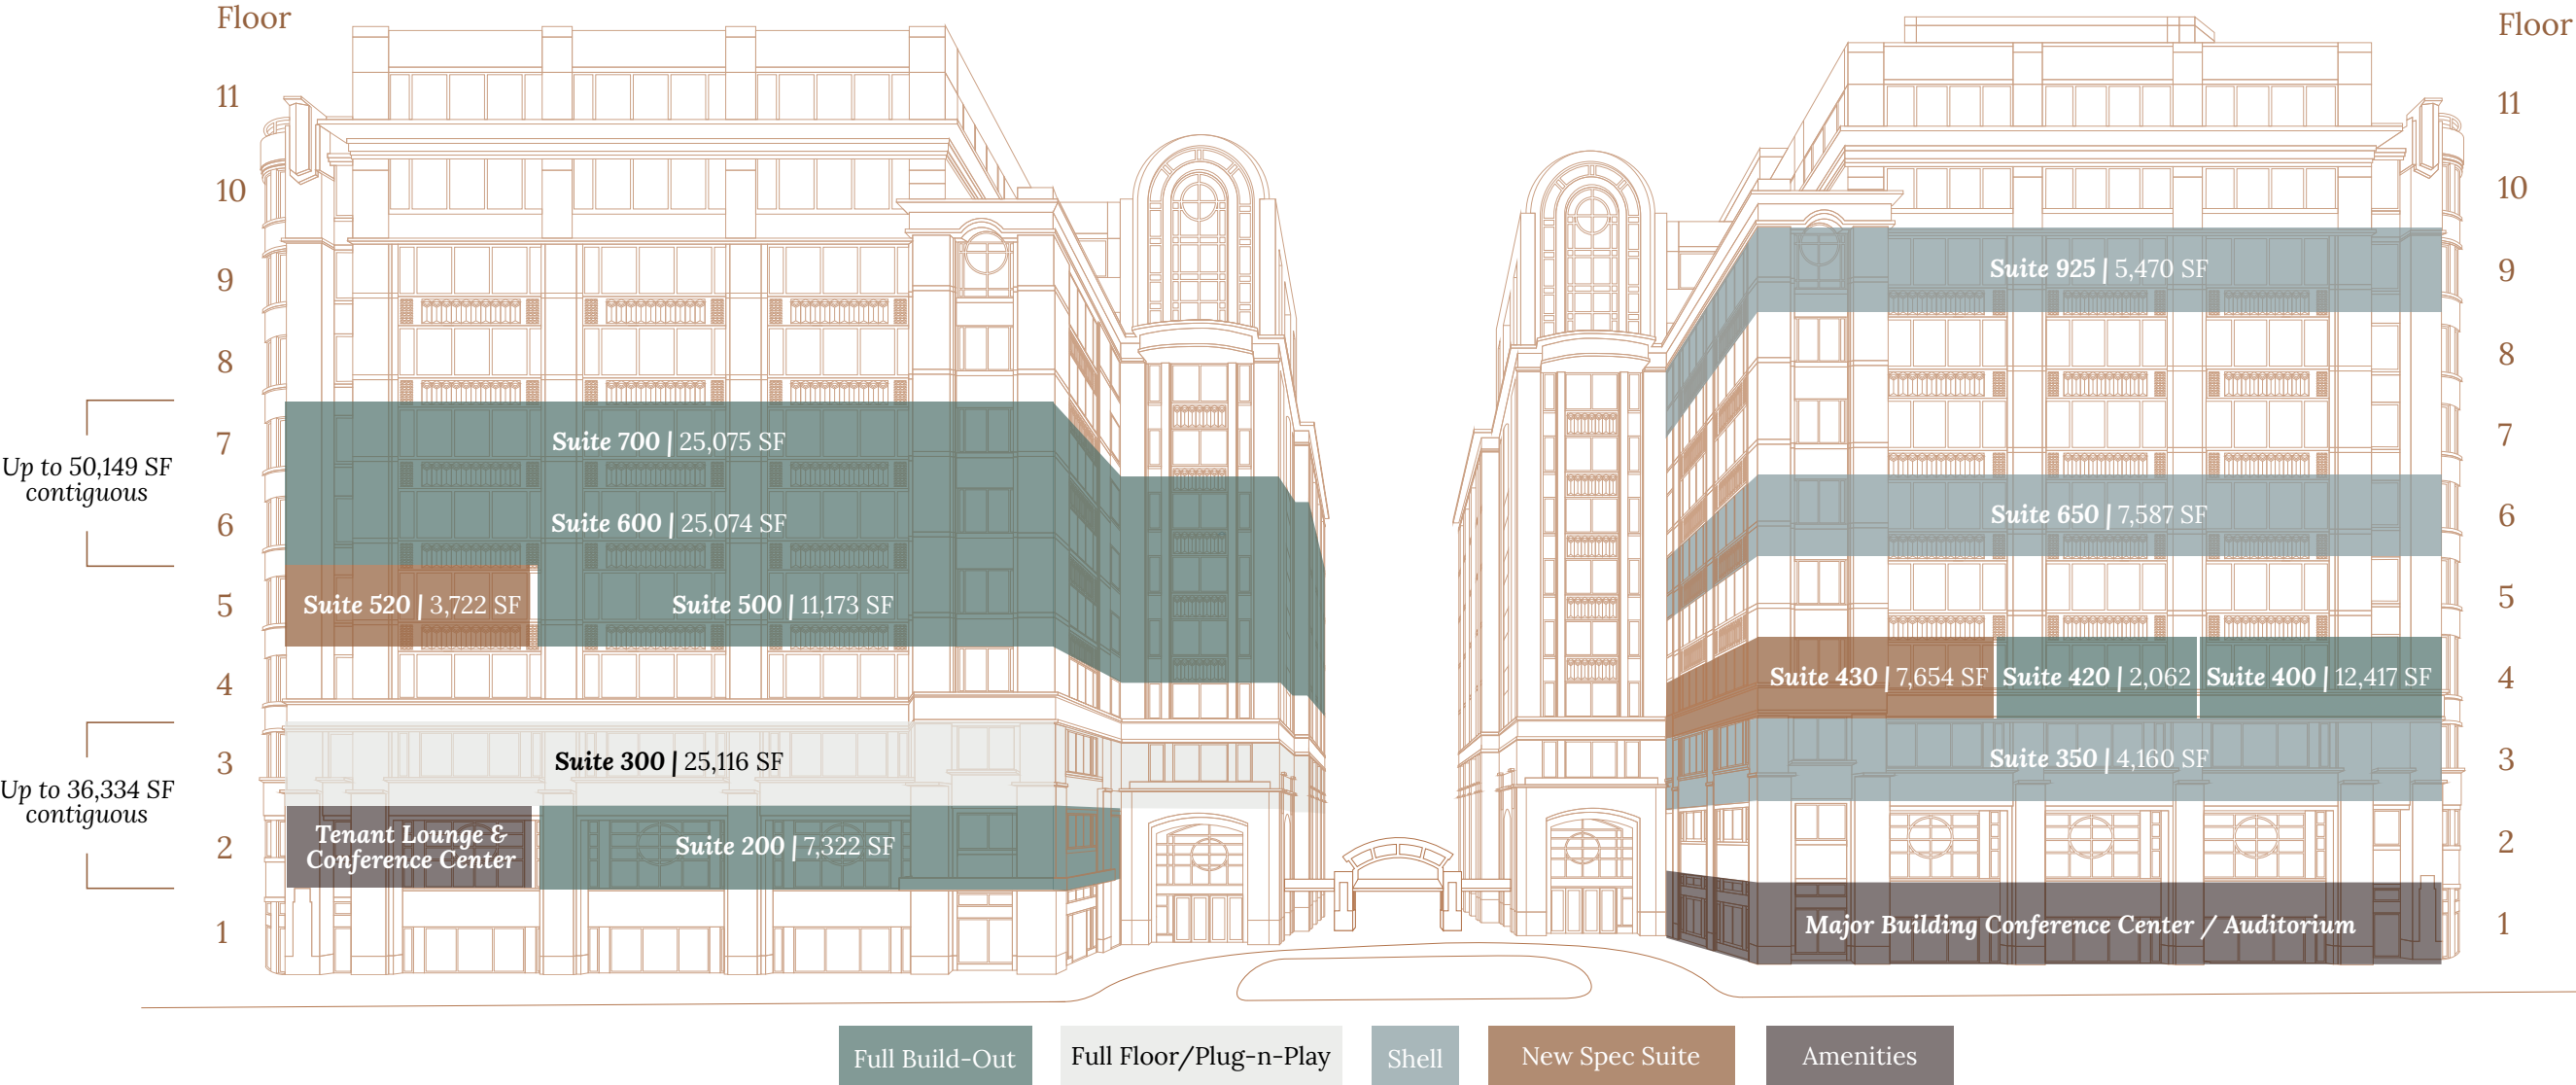 Floor
Floor
11
11
10
10
9
Suite 925 | 5,470 SF
9
8
8
7
Suite 700 | 25,075 SF
7
Up to 50,149 SF
contiguous
6
Suite 600 | 25,074 SF
Suite 650 | 7,587 SF
6
5
Suite 520 | 3,722 SF
Suite 500 | 11,173 SF
5
4
Suite 430 | 7,654 SF
Suite 420 | 2,062
Suite 400 | 12,417 SF
4
3
Suite 300 | 25,116 SF
Suite 350 | 4,160 SF
3
Up to 36,334 SF
contiguous
2
Tenant Lounge &
Conference Center
Suite 200 | 7,322 SF
2
1
Major Building Conference Center / Auditorium
1
Full Build-Out
Full Floor/Plug-n-Play
Shell
New Spec Suite
Amenities